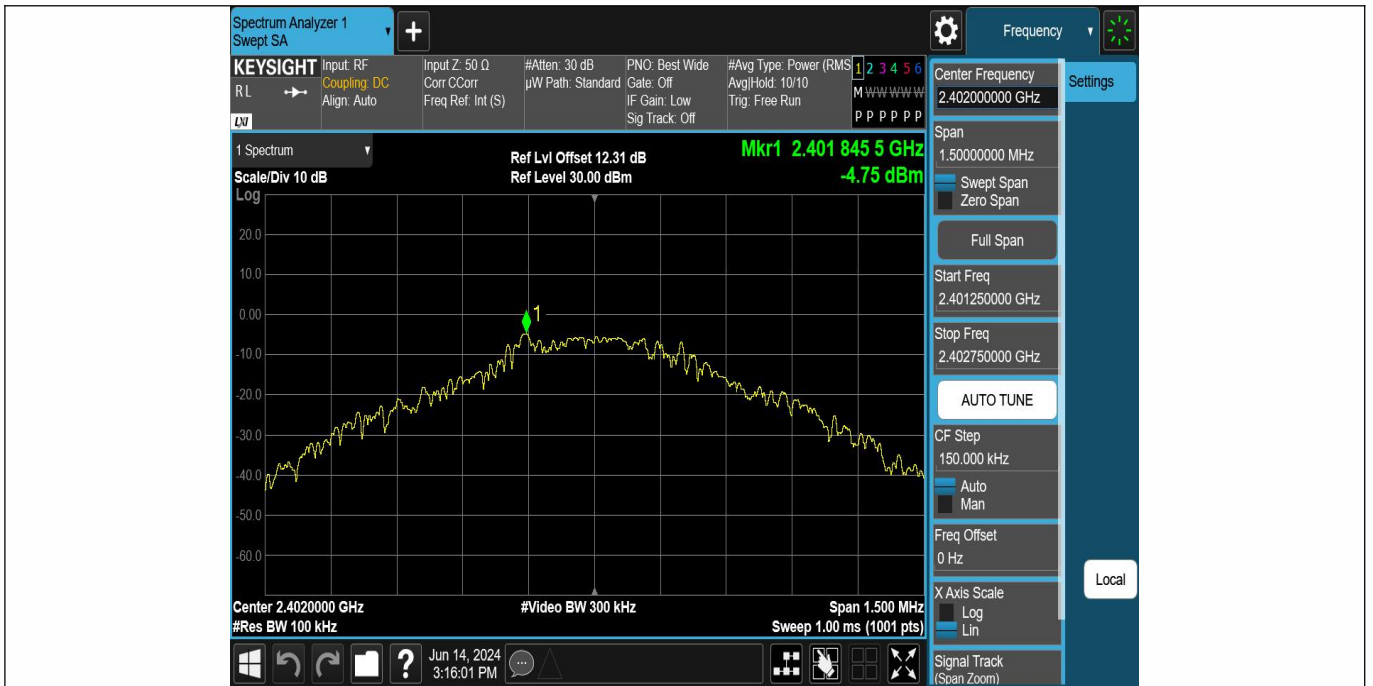 Spectrum Analyzer 1
Swept SA
+
Frequency
KEYSIGHT
RL
LXI
Input: RF
Coupling: DC
Align: Auto
Input Z: 50 Ω
Corr CCorr
Freq Ref: Int (S)
#Atten: 30 dB
µW Path: Standard
PNO: Best Wide
Gate: Off
IF Gain: Low
Sig Track: Off
#Avg Type: Power (RMS
Avg|Hold: 10/10
Trig: Free Run
1 2 3 4 5 6
M W W W W W
P P P P P P
1 Spectrum
Scale/Div 10 dB
Log
Ref Lvl Offset 12.31 dB
Ref Level 30.00 dBm
Mkr1 2.401 845 5 GHz
-4.75 dBm
20.0
10.0
0.00
-10.0
-20.0
-30.0
-40.0
-50.0
-60.0
1
Center 2.4020000 GHz
#Res BW 100 kHz
#Video BW 300 kHz
Span 1.500 MHz
Sweep 1.00 ms (1001 pts)
?
Jun 14, 2024
3:16:01 PM
Center Frequency
2.402000000 GHz
Settings
Span
1.50000000 MHz
Swept Span
Zero Span
Full Span
Start Freq
2.401250000 GHz
Stop Freq
2.402750000 GHz
AUTO TUNE
CF Step
150.000 kHz
Auto
Man
Freq Offset
0 Hz
Local
X Axis Scale
Log
Lin
Signal Track
(Span Zoom)